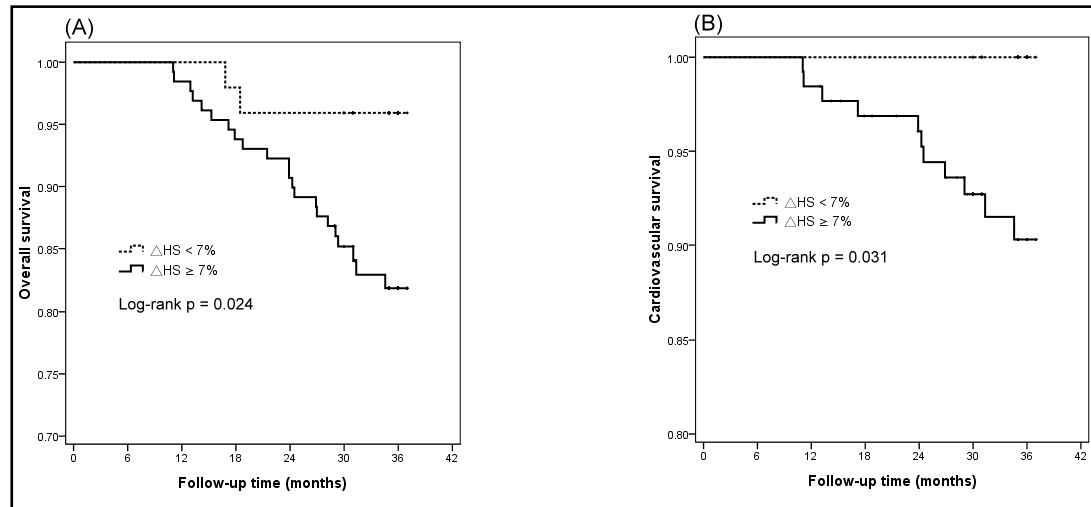 (A)
1.00
0.95
0.90
0.85
0.80
0.75
0.70
Overall survival
△HS < 7%
△HS ≥ 7%
Log-rank p = 0.024
0 6 12 18 24 30 36 42
Follow-up time (months)
(B)
1.00
0.95
0.90
0.85
0.80
Cardiovascular survival
△HS < 7%
△HS ≥ 7%
Log-rank p = 0.031
0 6 12 18 24 30 36 42
Follow-up time (months)